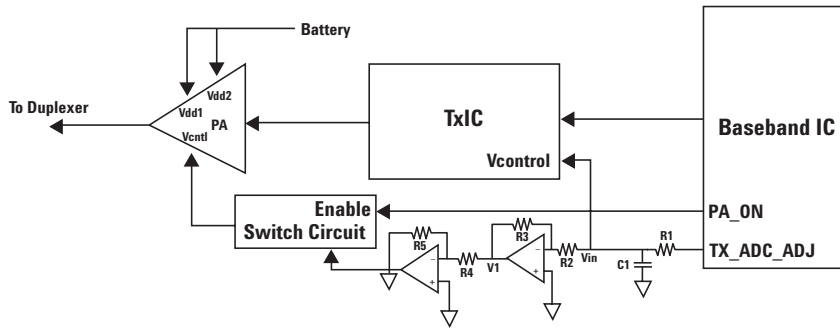 Battery
Vdd1
Vdd2
To Duplexer
PA
Vcntl
TxIC
Vcontrol
Baseband IC
PA_ON
TX_ADC_ADJ
Enable
Switch Circuit
R5
R4
V1
R3
R2
Vin
C1
R1
-
+
-
+